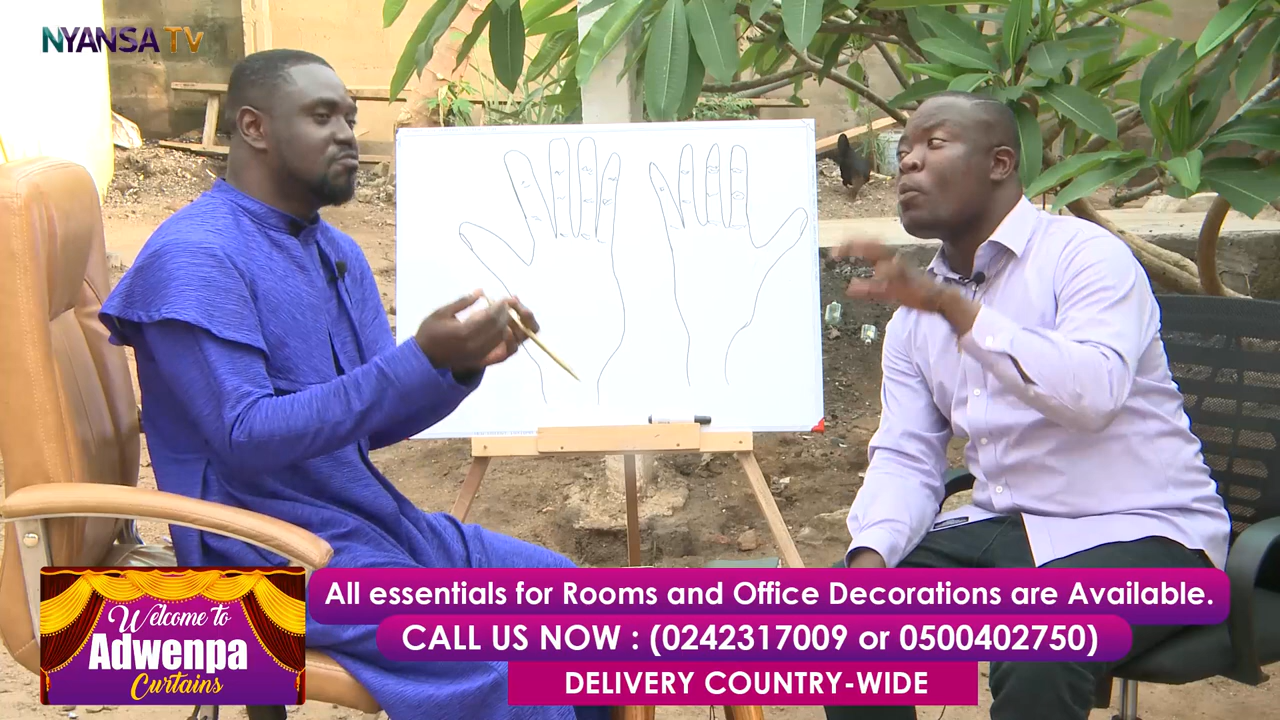 NYANSA TV
All essentials for Rooms and Office Decorations are Available.
CALL US NOW : (0242317009 or 0500402750)
DELIVERY COUNTRY-WIDE
Welcome to
Adwenpa
Curtains